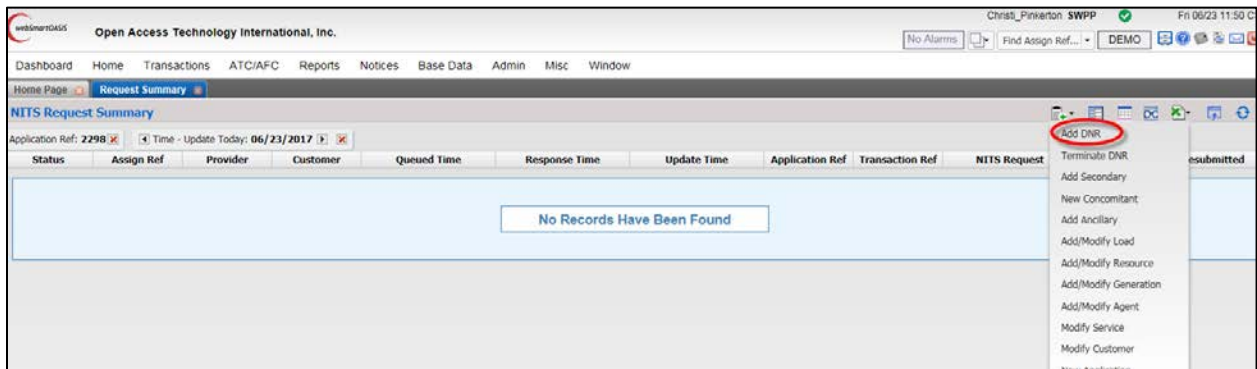 Christi_Pinkerton SWPP Fri 06/23 11:50 C
webSmartOASIS
Open Access Technology International, Inc.
No Alarms Find Assign Ref... DEMO
Dashboard Home Transactions ATC/AFC Reports Notices Base Data Admin Misc Window
Home Page Request Summary
NITS Request Summary
Application Ref: 2298 Time - Update Today: 06/23/2017
Status Assign Ref Provider Customer Queued Time Response Time Update Time Application Ref Transaction Ref NITS Request esubmitted
No Records Have Been Found
Add DNR
Terminate DNR
Add Secondary
New Concomitant
Add Ancillary
Add/Modify Load
Add/Modify Resource
Add/Modify Generation
Add/Modify Agent
Modify Service
Modify Customer
New Application